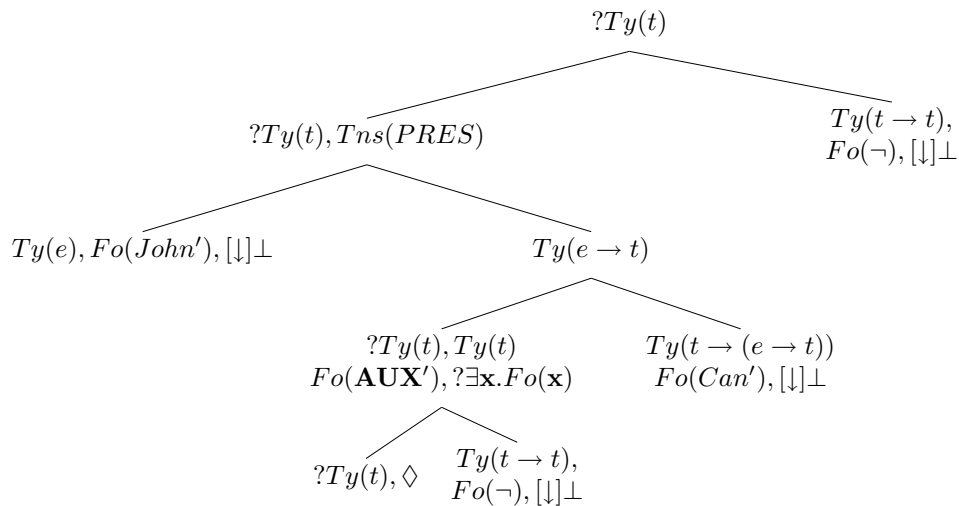 ?Ty(t)
?Ty(t), Tns(PRES)
Ty(t → t),
Fo(¬), [↓]⊥
Ty(e), Fo(John′), [↓]⊥
Ty(e → t)
?Ty(t), Ty(t)
Fo(AUX′), ?∃x.Fo(x)
Ty(t → (e → t))
Fo(Can′), [↓]⊥
?Ty(t), ♢
Ty(t → t),
Fo(¬), [↓]⊥